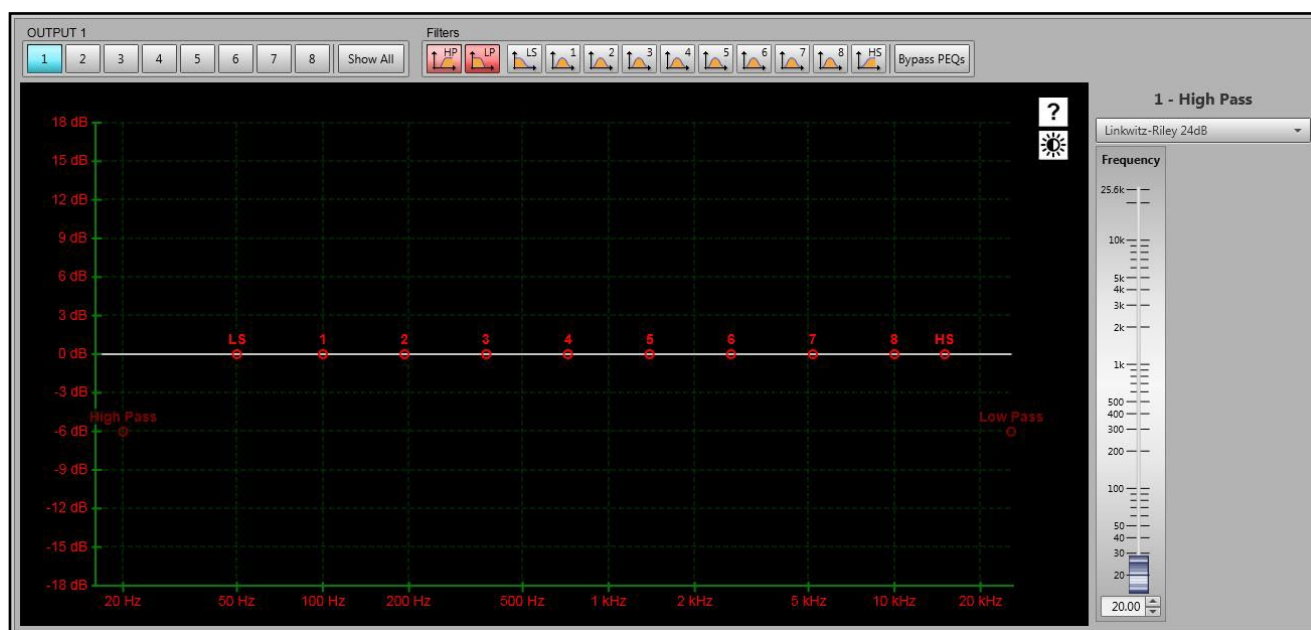 OUTPUT 1
Filters
1 2 3 4 5 6 7 8 Show All
HP LP LS 1 2 3 4 5 6 7 8 HS Bypass PEQs
1 - High Pass
Linkwitz-Riley 24dB
Frequency
?
18 dB
15 dB
12 dB
9 dB
6 dB
3 dB
0 dB
-3 dB
-6 dB
-9 dB
-12 dB
-15 dB
-18 dB
LS 1 2 3 4 5 6 7 8 HS
High Pass
Low Pass
20 Hz 50 Hz 100 Hz 200 Hz 500 Hz 1 kHz 2 kHz 5 kHz 10 kHz 20 kHz
25.6k
10k
5k
4k
3k
2k
1k
500
400
300
200
100
50
40
30
20
20.00